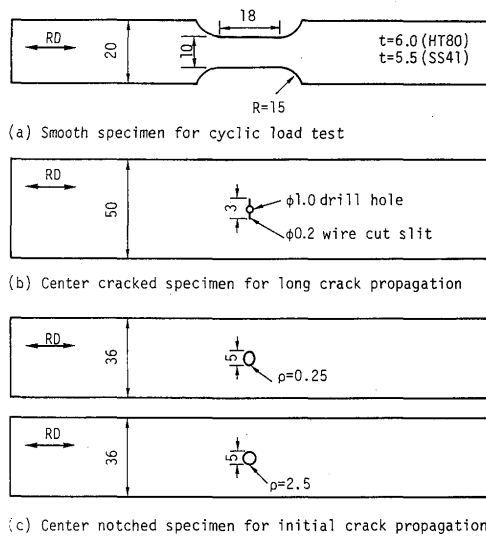 18
RD
20
10
t=6.0(HT80)
t=5.5(SS41)
R=15
(a) Smooth specimen for cyclic load test
RD
50
3
φ1.0 drill hole
φ0.2 wire cut slit
(b) Center cracked specimen for long crack propagation
RD
36
5
ρ=0.25
RD
36
5
ρ=2.5
(c) Center notched specimen for initial crack propagation